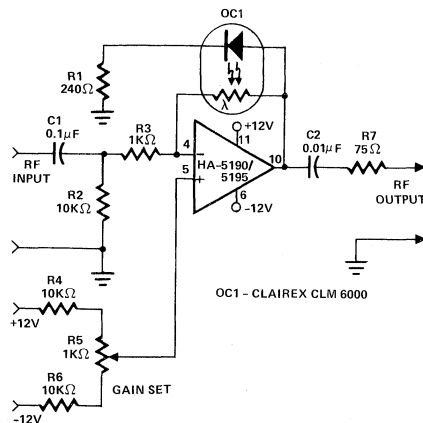 OC1
R1
240Ω
λ
C1
0.1μF
R3
1KΩ
4
+12V
11
C2
0.01μF
R7
75Ω
RF
INPUT
HA-5190/
5195
10
5
RF
OUTPUT
R2
10KΩ
6
-12V
R4
10KΩ
OC1 - CLAIREX CLM 6000
+12V
R5
1KΩ
R6
10KΩ
GAIN SET
-12V